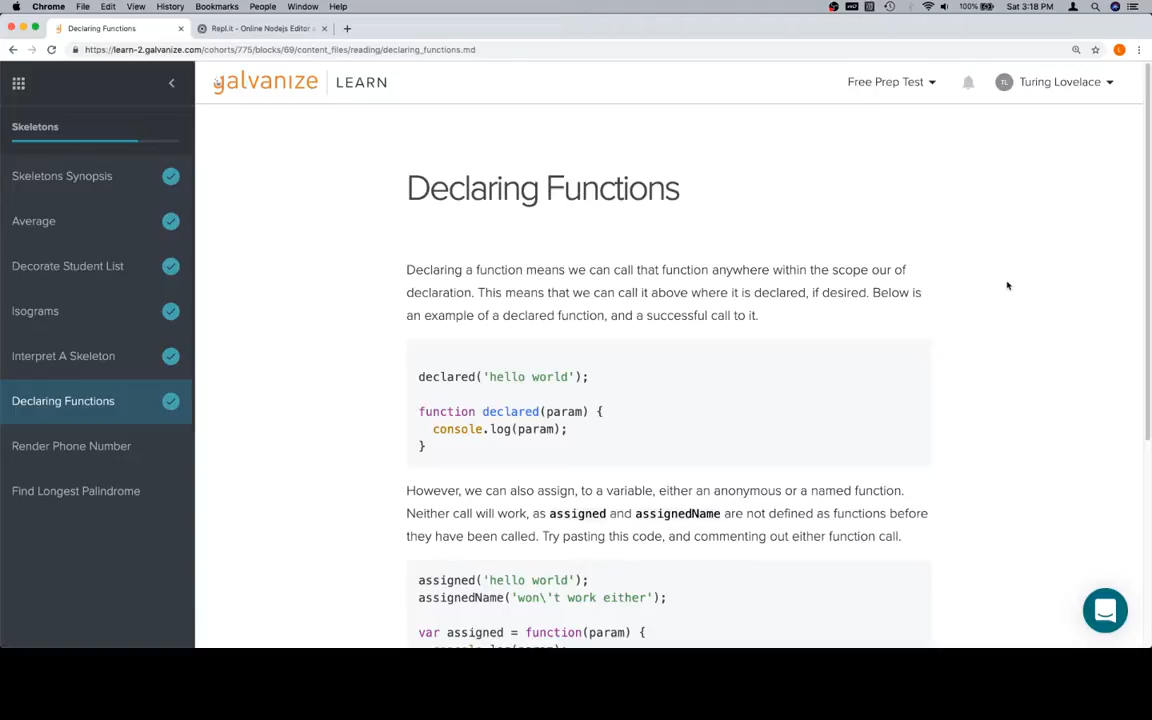 Chrome File Edit View History Bookmarks People Window Help 100% Sat 3:18 PM
Declaring Functions × Repl.it - Online Nodejs Editor × +
https://learn-2.galvanize.com/cohorts/775/blocks/69/content_files/reading/declaring_functions.md
galvanize LEARN
Free Prep Test
TL Turing Lovelace
Skeletons
Skeletons Synopsis
Average
Decorate Student List
Isograms
Interpret A Skeleton
Declaring Functions
Render Phone Number
Find Longest Palindrome
Declaring Functions
Declaring a function means we can call that function anywhere within the scope our of
declaration. This means that we can call it above where it is declared, if desired. Below is
an example of a declared function, and a successful call to it.
declared('hello world');
function declared(param) {
console.log(param);
}
However, we can also assign, to a variable, either an anonymous or a named function.
Neither call will work, as assigned and assignedName are not defined as functions before
they have been called. Try pasting this code, and commenting out either function call.
assigned('hello world');
assignedName('won\'t work either');
var assigned = function(param) {